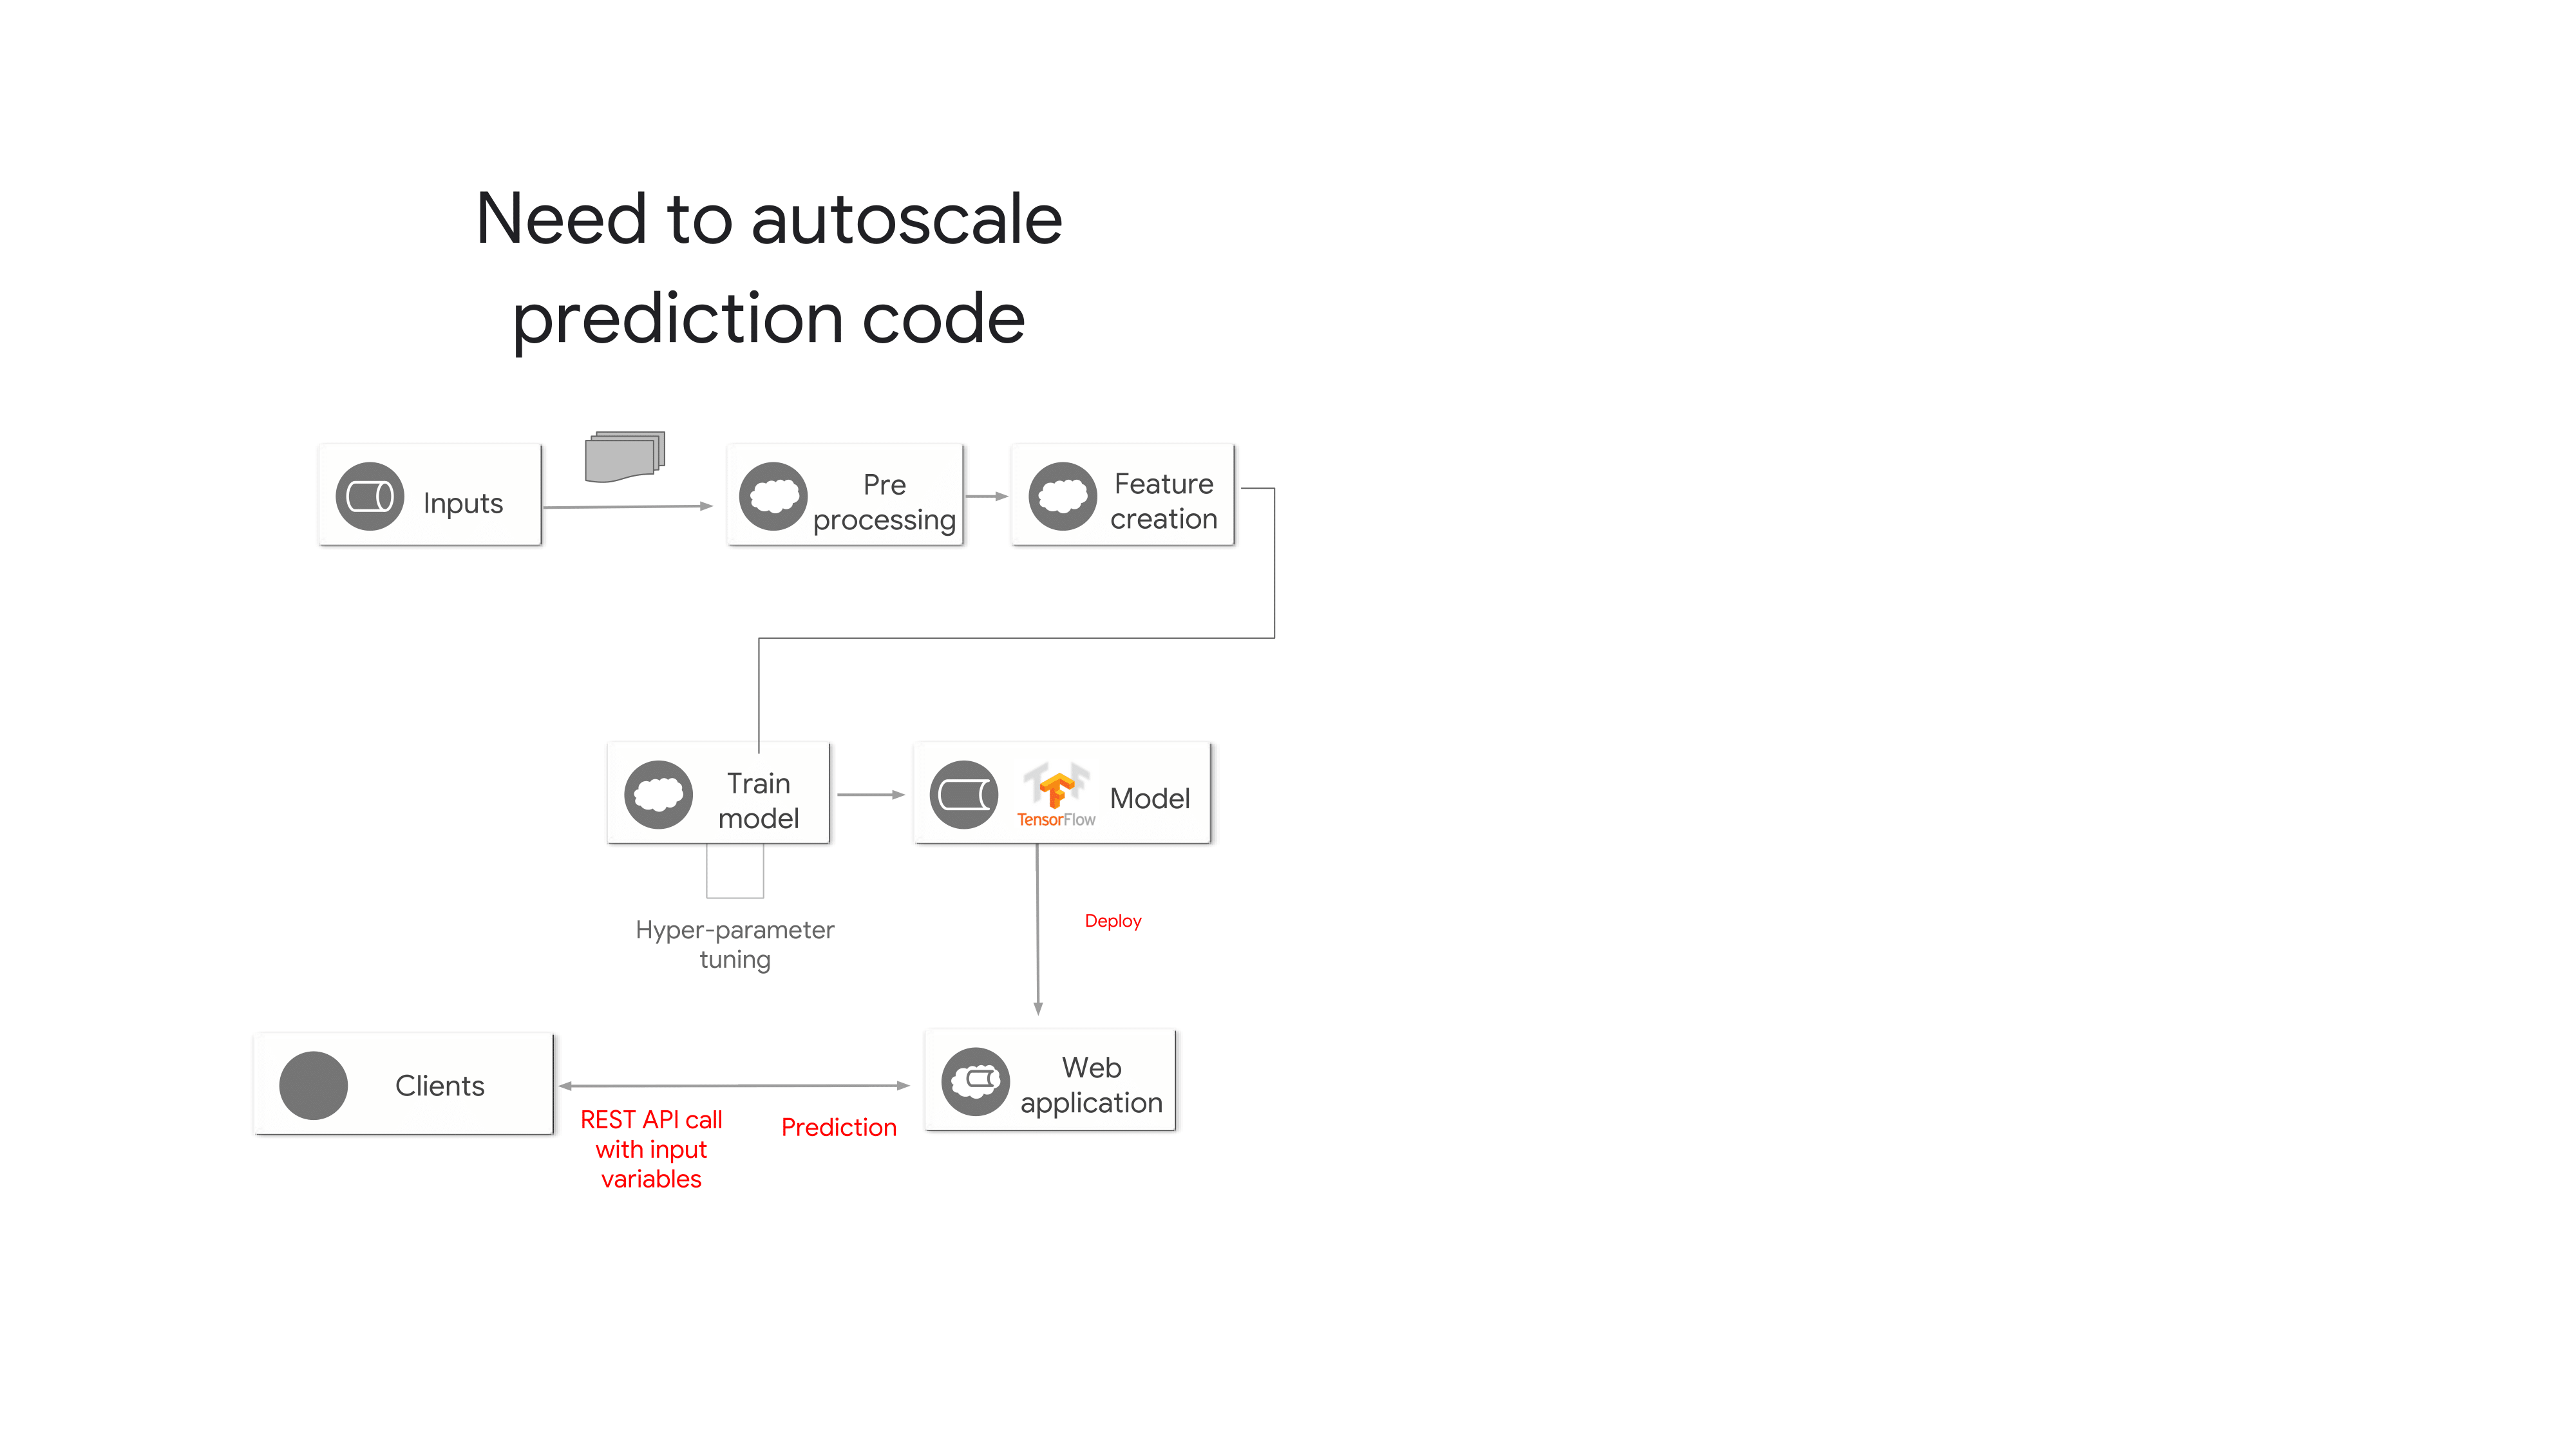 Need to autoscale
prediction code
Inputs
Pre
processing
Feature
creation
Train
model
TensorFlow
Model
Hyper-parameter
tuning
Deploy
Clients
REST API call
with input
variables
Prediction
Web
application